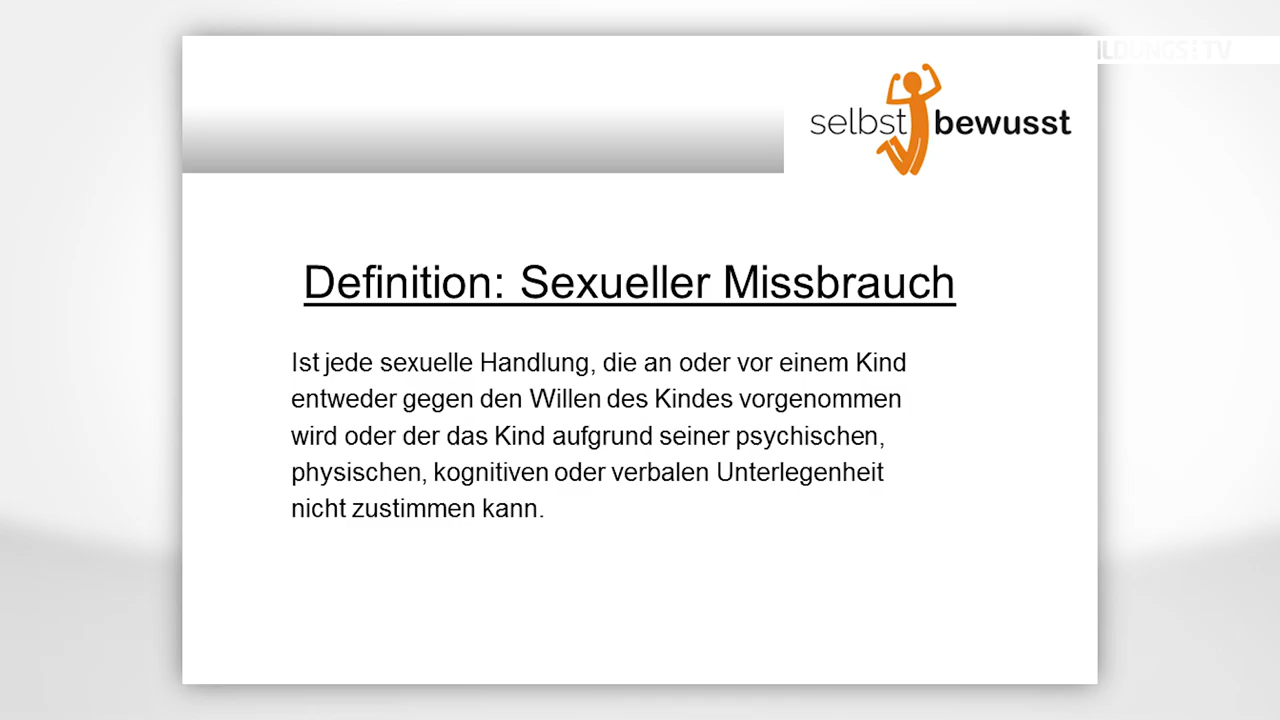 ILDUNGS TV
selbst bewusst
Definition: Sexueller Missbrauch
Ist jede sexuelle Handlung, die an oder vor einem Kind
entweder gegen den Willen des Kindes vorgenommen
wird oder der das Kind aufgrund seiner psychischen,
physischen, kognitiven oder verbalen Unterlegenheit
nicht zustimmen kann.